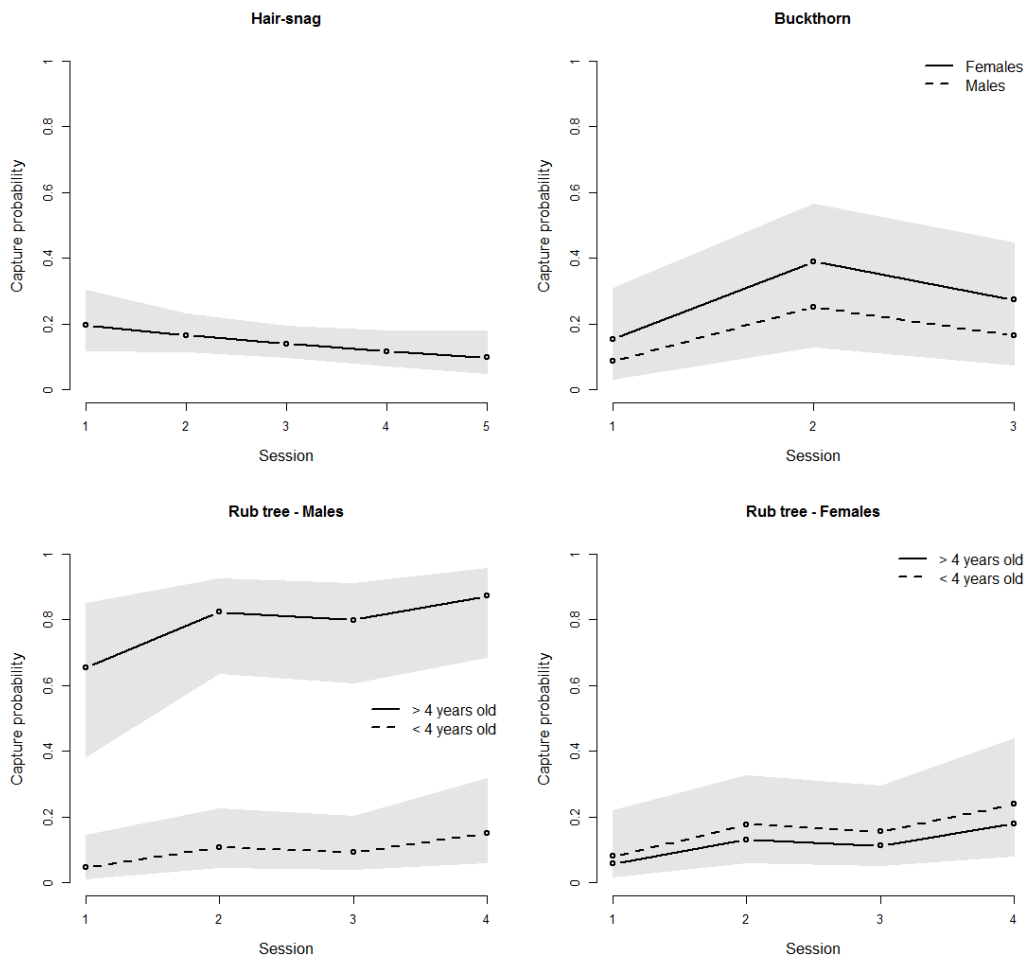 Hair-snag
Capture probability
0
0.2
0.4
0.6
0.8
1
1 2 3 4 5
Session
Buckthorn
Females
Males
Capture probability
0
0.2
0.4
0.6
0.8
1
1 2 3
Session
Rub tree - Males
> 4 years old
< 4 years old
Capture probability
0
0.2
0.4
0.6
0.8
1
1 2 3 4
Session
Rub tree - Females
> 4 years old
< 4 years old
Capture probability
0
0.2
0.4
0.6
0.8
1
1 2 3 4
Session